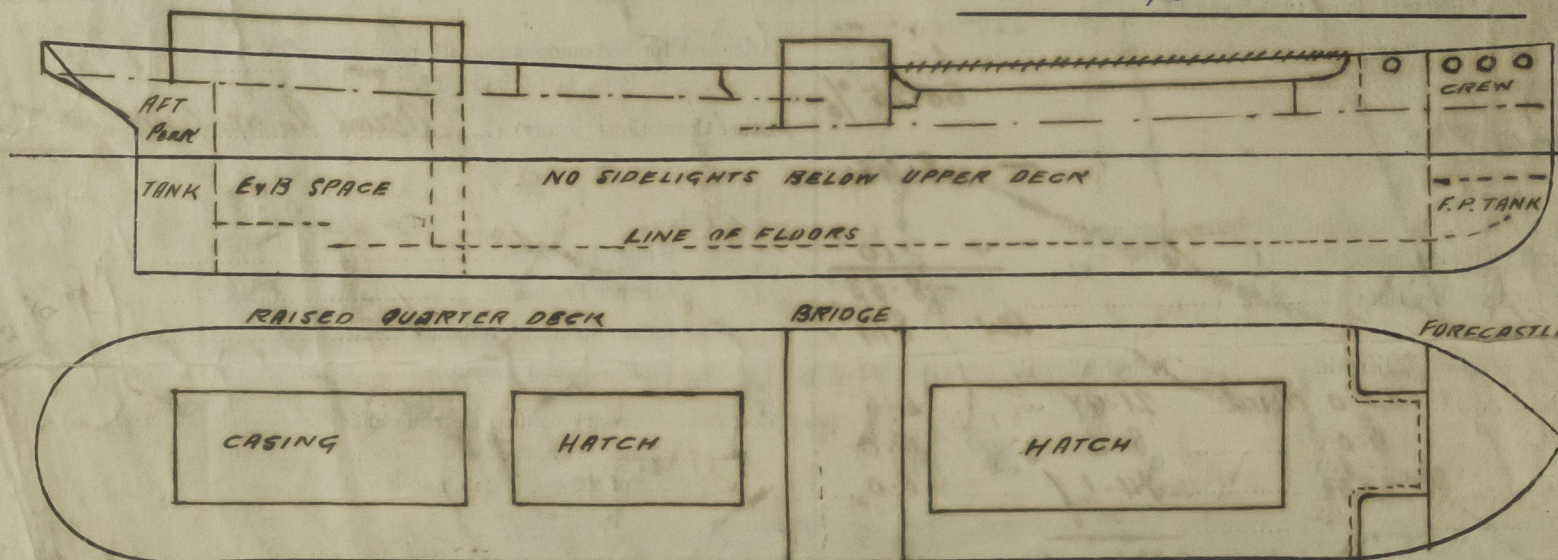 CREW
AFT
PEAK
TANK
E&B SPACE
NO SIDELIGHTS BELOW UPPER DECK
F.P. TANK
LINE OF FLOORS
RAISED QUARTER DECK
BRIDGE
FORECASTL
CASING
HATCH
HATCH